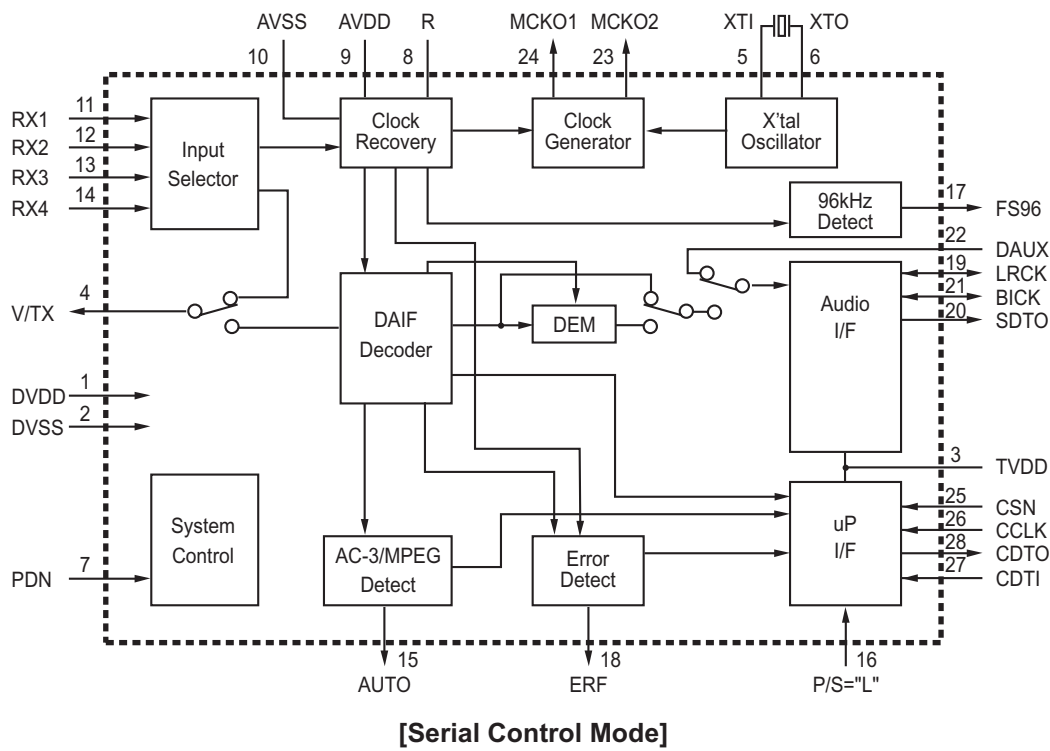 AVSS AVDD R MCKO1 MCKO2 XTI XTO
10 9 8 24 23 5 6
RX1 11
RX2 12
RX3 13
RX4 14
Input
Selector
Clock
Recovery
Clock
Generator
X'tal
Oscillator
96kHz
Detect
17 FS96
22 DAUX
19 LRCK
21 BICK
20 SDTO
V/TX 4
DAIF
Decoder
DEM
Audio
I/F
DVDD 1
DVSS 2
3 TVDD
System
Control
PDN 7
AC-3/MPEG
Detect
Error
Detect
uP
I/F
25 CSN
26 CCLK
28 CDTO
27 CDTI
15 18 16
AUTO ERF P/S="L"
[Serial Control Mode]